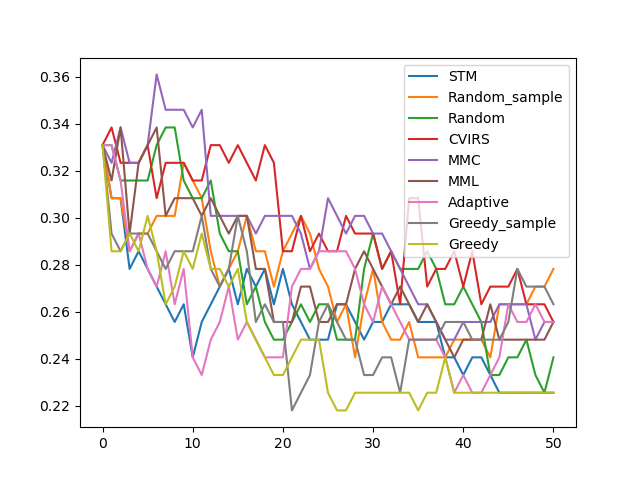 0.36
0.34
0.32
0.30
0.28
0.26
0.24
0.22
0
10
20
30
40
50
STM
Random_sample
Random
CVIRS
MMC
MML
Adaptive
Greedy_sample
Greedy